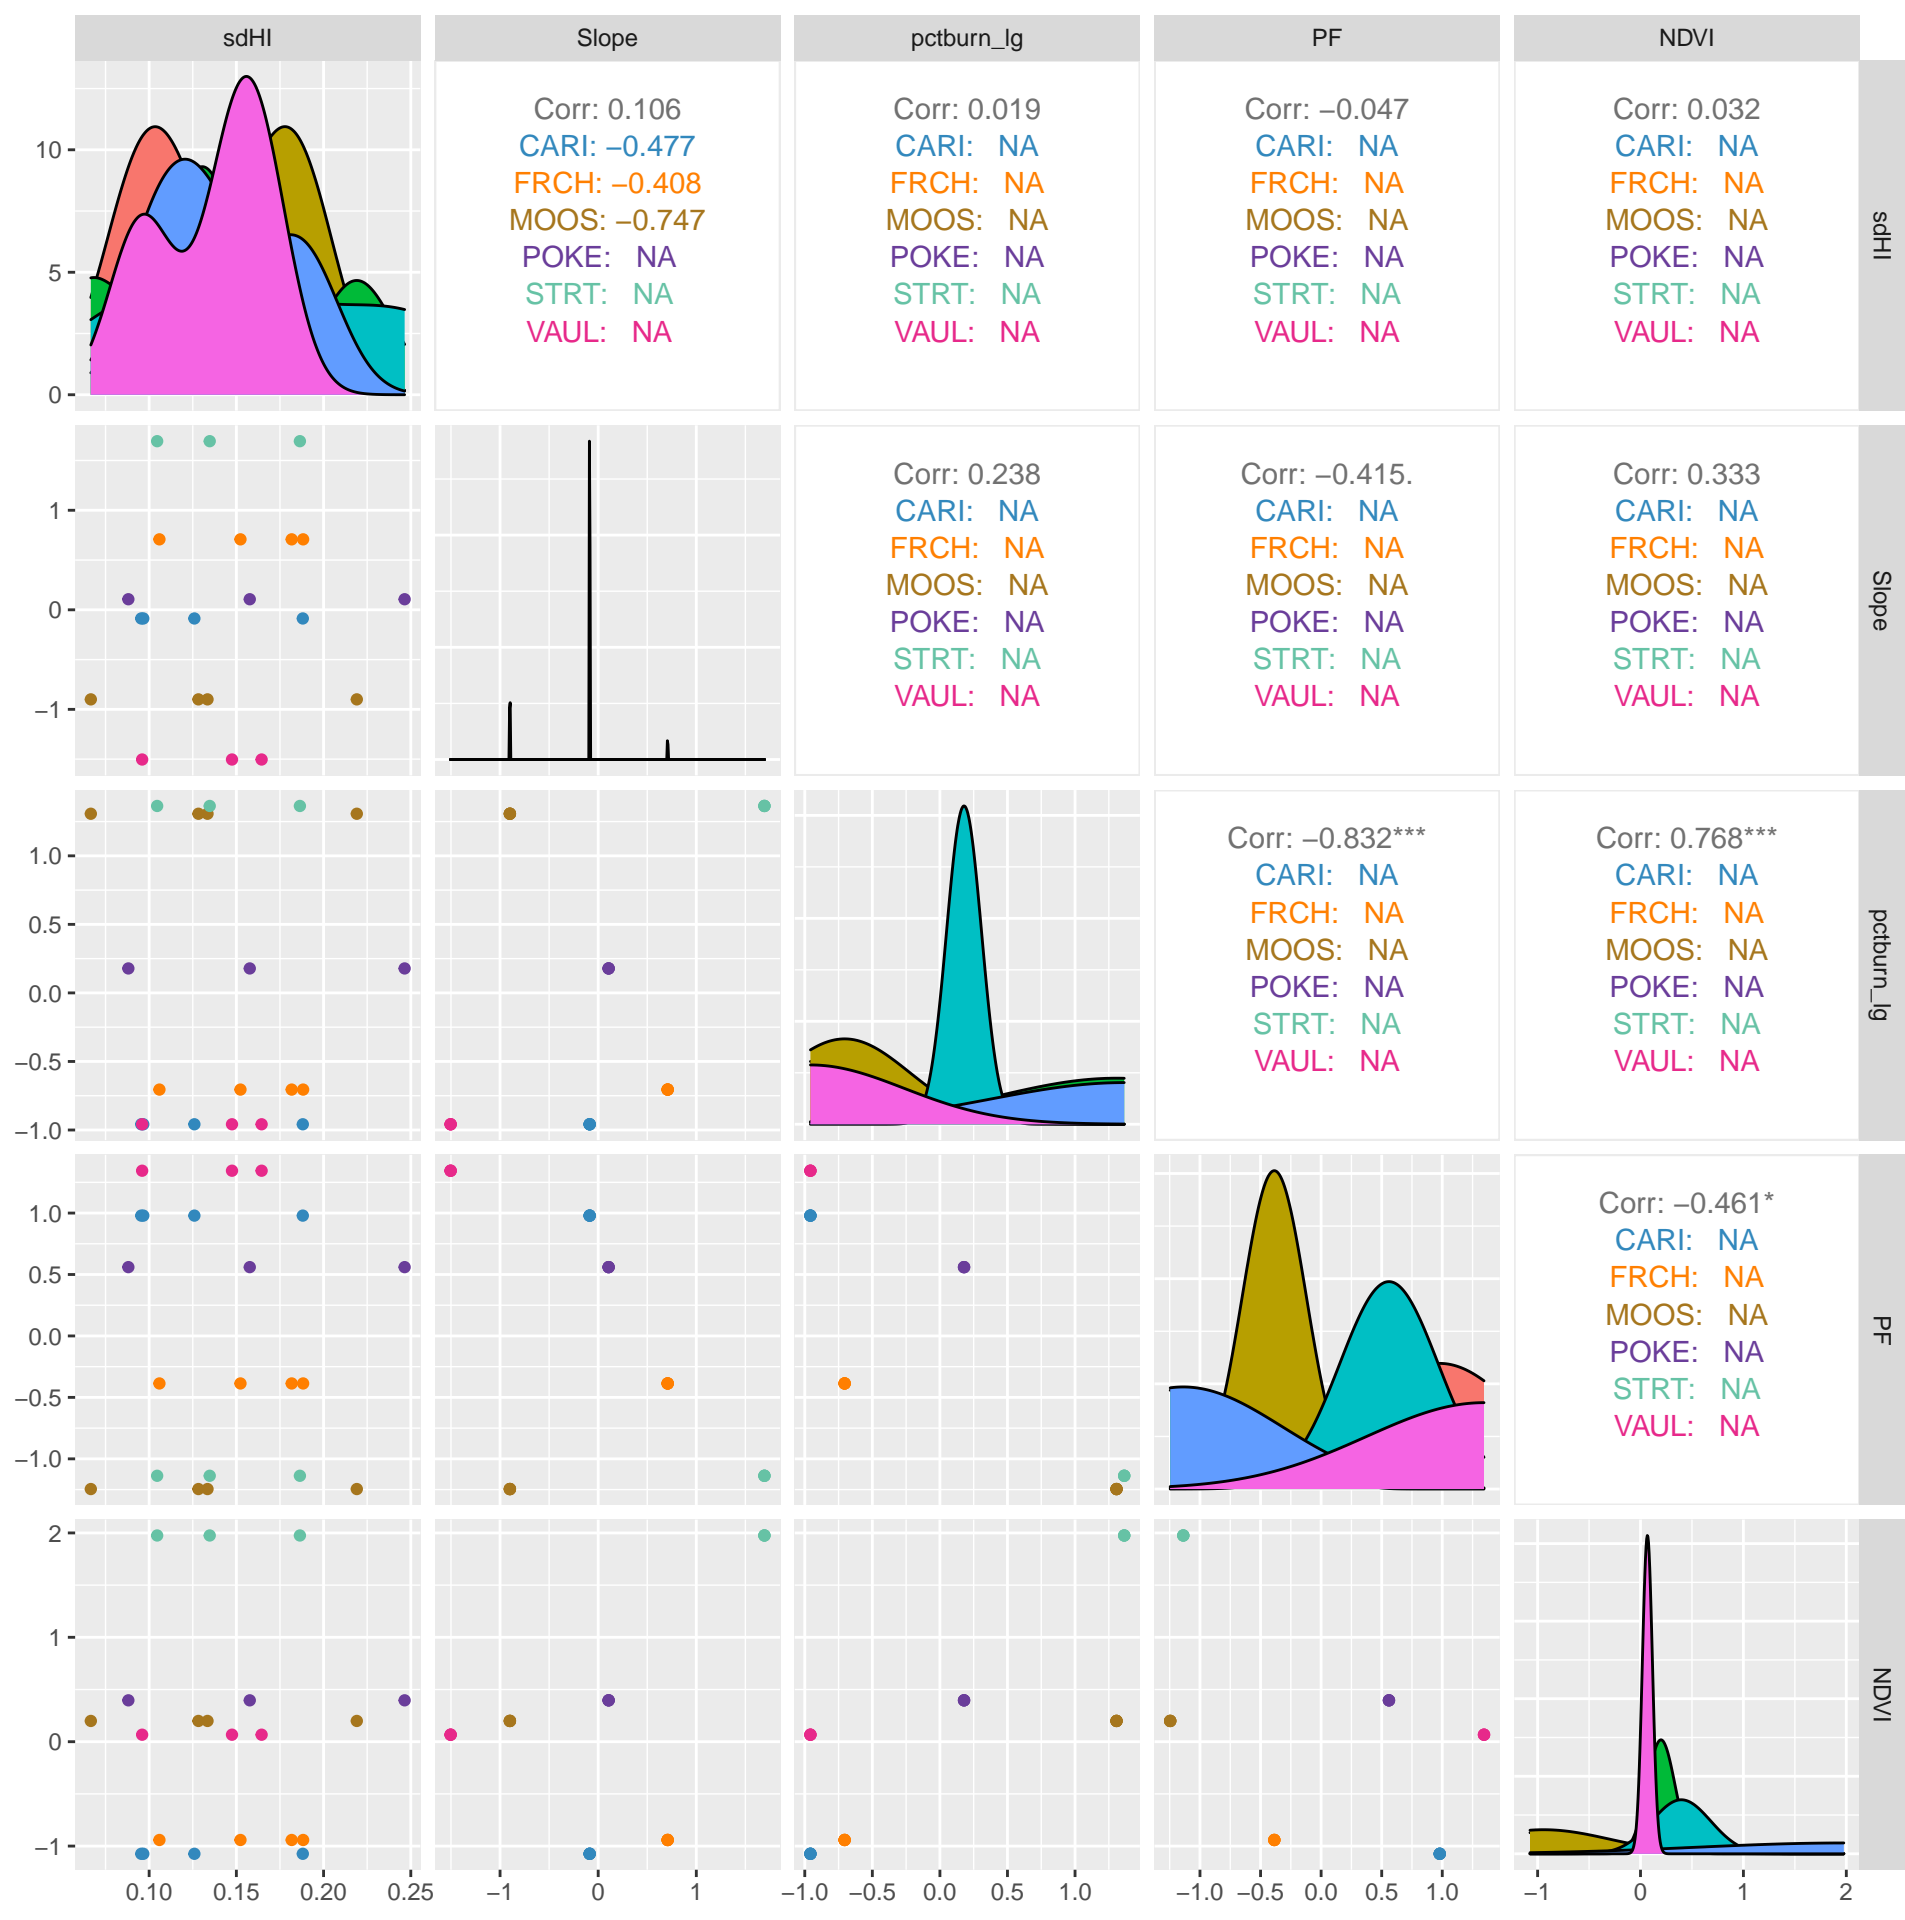 sdHI Slope pctburn_lg PF NDVI
Corr: 0.106 Corr: 0.019 Corr: −0.047 Corr: 0.032
CARI: −0.477 CARI: NA CARI: NA CARI: NA
10 FRCH: −0.408 FRCH: NA FRCH: NA FRCH: NA
MOOS: −0.747 MOOS: NA MOOS: NA MOOS: NA
POKE: NA POKE: NA POKE: NA POKE: NA
5 STRT: NA STRT: NA STRT: NA STRT: NA
VAUL: NA VAUL: NA VAUL: NA VAUL: NA
0
sdHI
Corr: 0.238 Corr: −0.415. Corr: 0.333
1 CARI: NA CARI: NA CARI: NA
FRCH: NA FRCH: NA FRCH: NA
MOOS: NA MOOS: NA MOOS: NA
0 POKE: NA POKE: NA POKE: NA
STRT: NA STRT: NA STRT: NA
−1 VAUL: NA VAUL: NA VAUL: NA
Slope
Corr: −0.832*** Corr: 0.768***
1.0 CARI: NA CARI: NA
0.5 FRCH: NA FRCH: NA
MOOS: NA MOOS: NA
0.0 POKE: NA POKE: NA
STRT: NA STRT: NA
−0.5 VAUL: NA VAUL: NA
−1.0
pctburn_lg
Corr: −0.461*
1.0 CARI: NA
0.5 FRCH: NA
MOOS: NA
0.0 POKE: NA
−0.5 STRT: NA
VAUL: NA
−1.0
PF
2
1
0
−1
NDVI
0.10 0.15 0.20 0.25 −1 0 1 −1.0 −0.5 0.0 0.5 1.0 −1.0 −0.5 0.0 0.5 1.0 −1 0 1 2